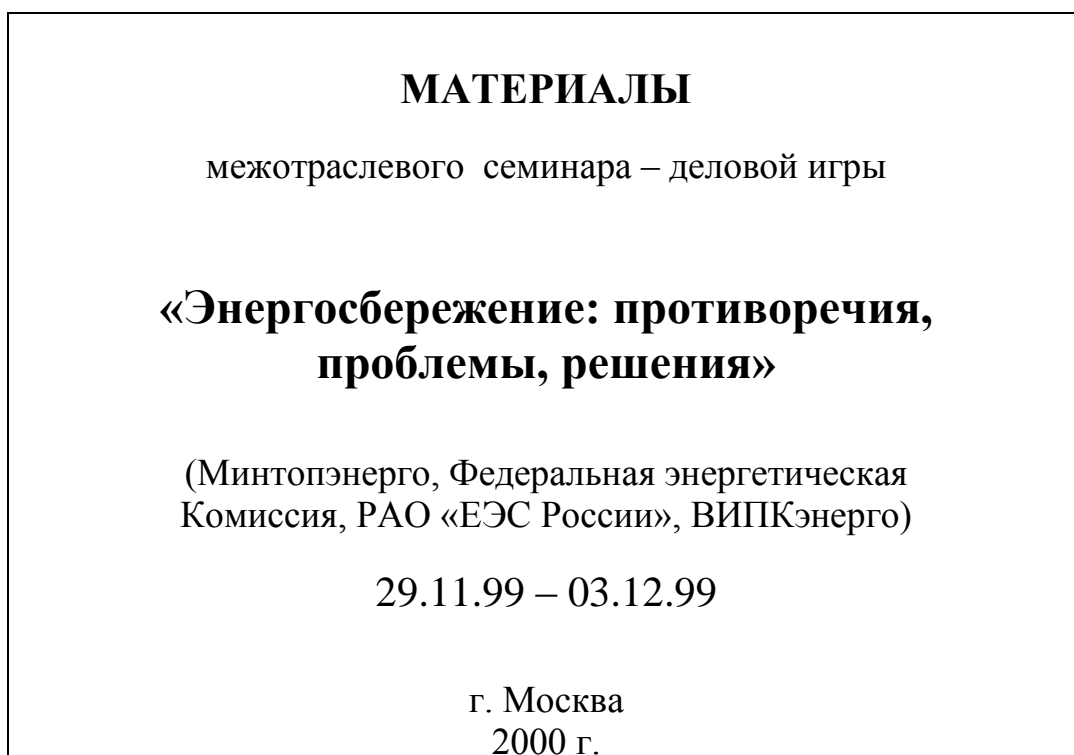 МАТЕРИАЛЫ
межотраслевого семинара – деловой игры
«Энергосбережение: противоречия,
проблемы, решения»
(Минтопэнерго, Федеральная энергетическая
Комиссия, РАО «ЕЭС России», ВИПКэнерго)
29.11.99 – 03.12.99
г. Москва
2000 г.